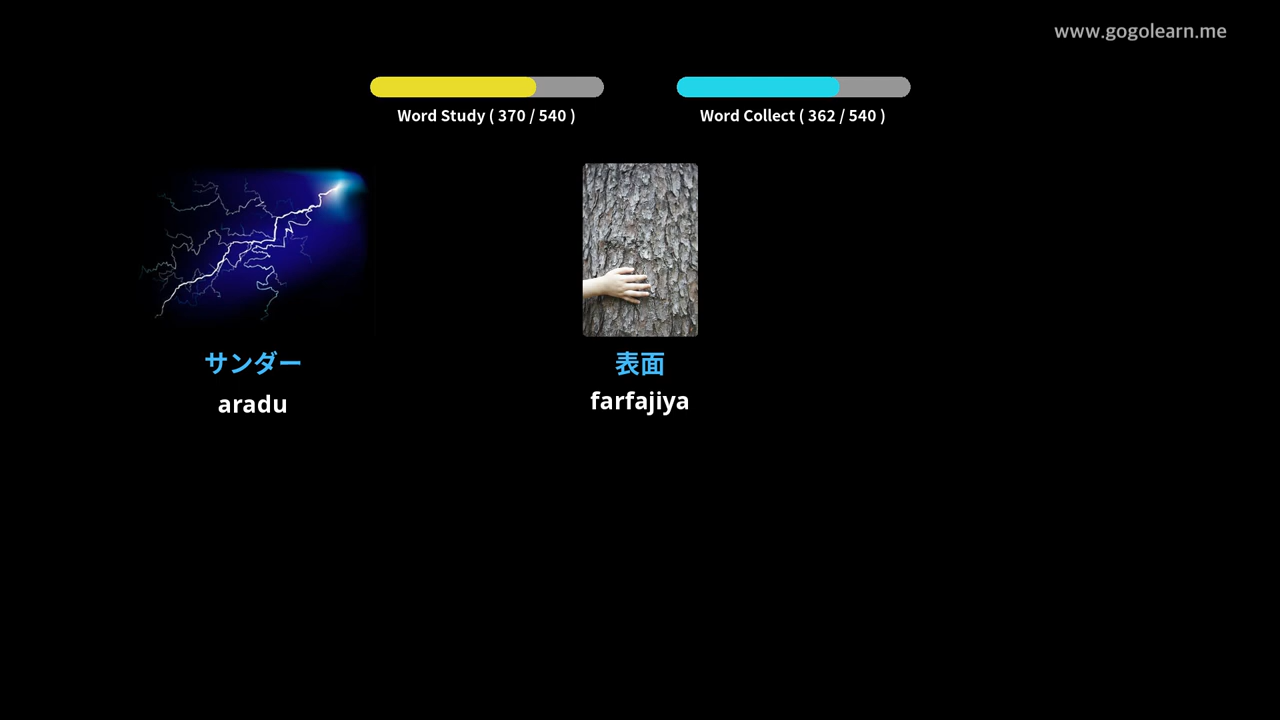 www.gogolearn.me
Word Study ( 370 / 540 )
Word Collect ( 362 / 540 )
サンダー
aradu
表面
farfajiya